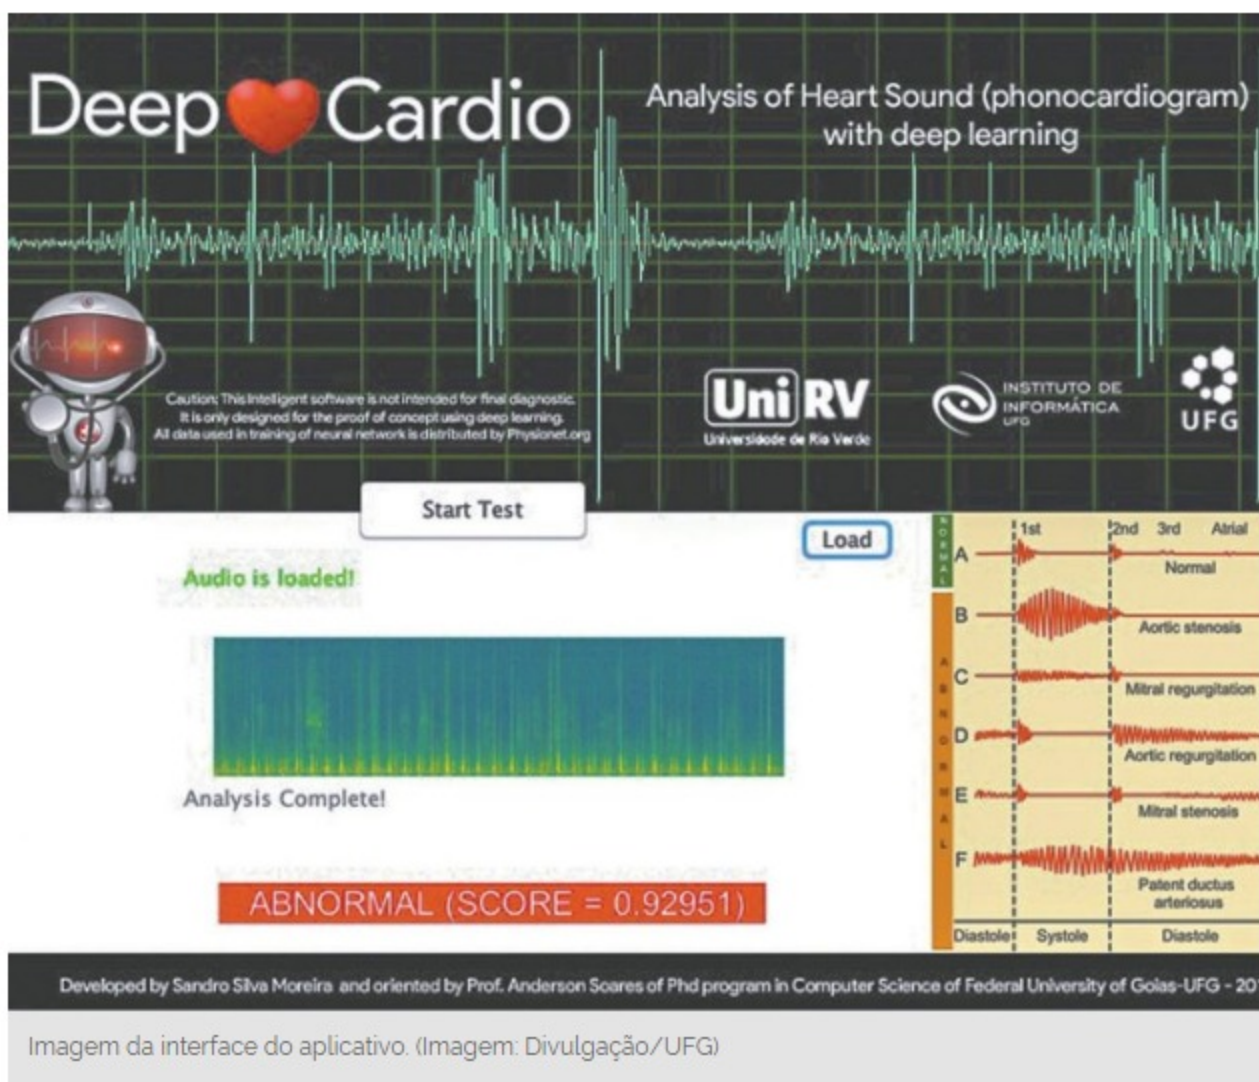 Deep Cardio
Analysis of Heart Sound (phonocardiogram)
with deep learning
Caution: This Intelligent software is not intended for final diagnostic.
It is only designed for the proof of concept using deep learning.
All data used in training of neural network is distributed by Physionet.org
Uni RV
Universidade de Rio Verde
INSTITUTO DE
INFORMÁTICA
UFG
UFG
Start Test
Load
Audio is loaded!
Analysis Complete!
ABNORMAL (SCORE = 0.92951)
NORMAL
ABNORMAL
1st 2nd 3rd Atrial
A
Normal
B
Aortic stenosis
C
Mitral regurgitation
D
Aortic regurgitation
E
Mitral stenosis
F
Patent ductus
arteriosus
Diastole Systole Diastole
Developed by Sandro Silva Moreira and oriented by Prof. Anderson Soares of Phd program in Computer Science of Federal University of Goias-UFG - 201
Imagem da interface do aplicativo. (Imagem: Divulgação/UFG)